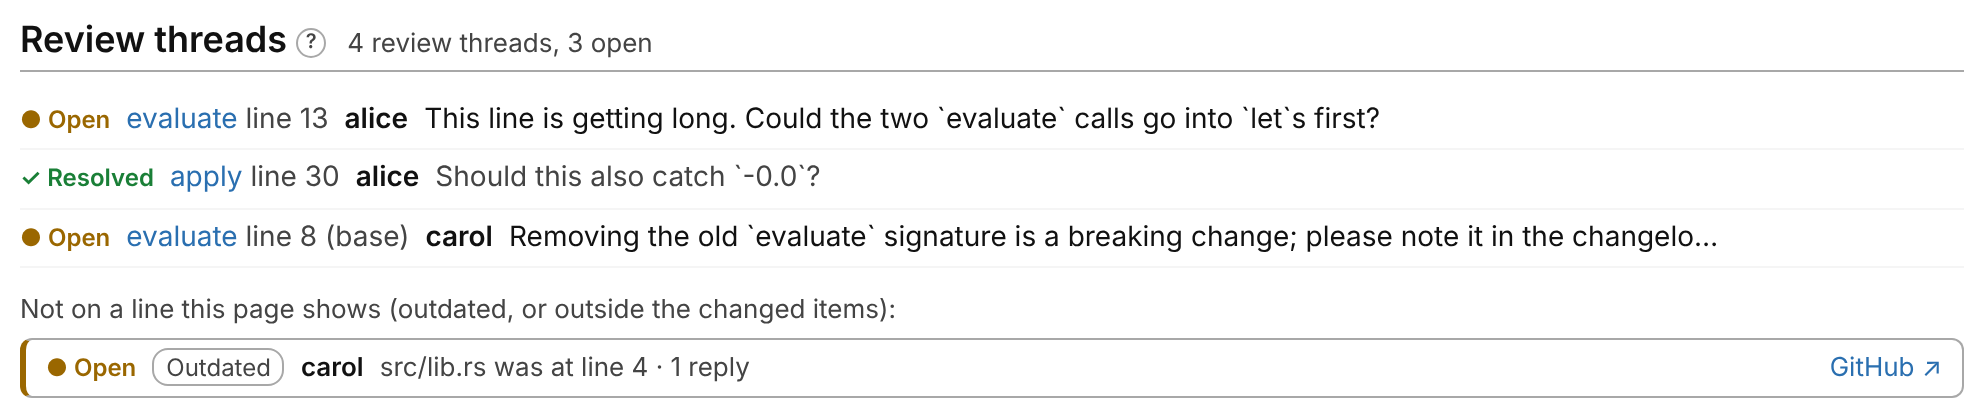 Review threads ? 4 review threads, 3 open
Open evaluate line 13 alice This line is getting long. Could the two `evaluate` calls go into `let`s first?
✓ Resolved apply line 30 alice Should this also catch `-0.0`?
Open evaluate line 8 (base) carol Removing the old `evaluate` signature is a breaking change; please note it in the changelo...
Not on a line this page shows (outdated, or outside the changed items):
Open Outdated carol src/lib.rs was at line 4 · 1 reply GitHub ↗